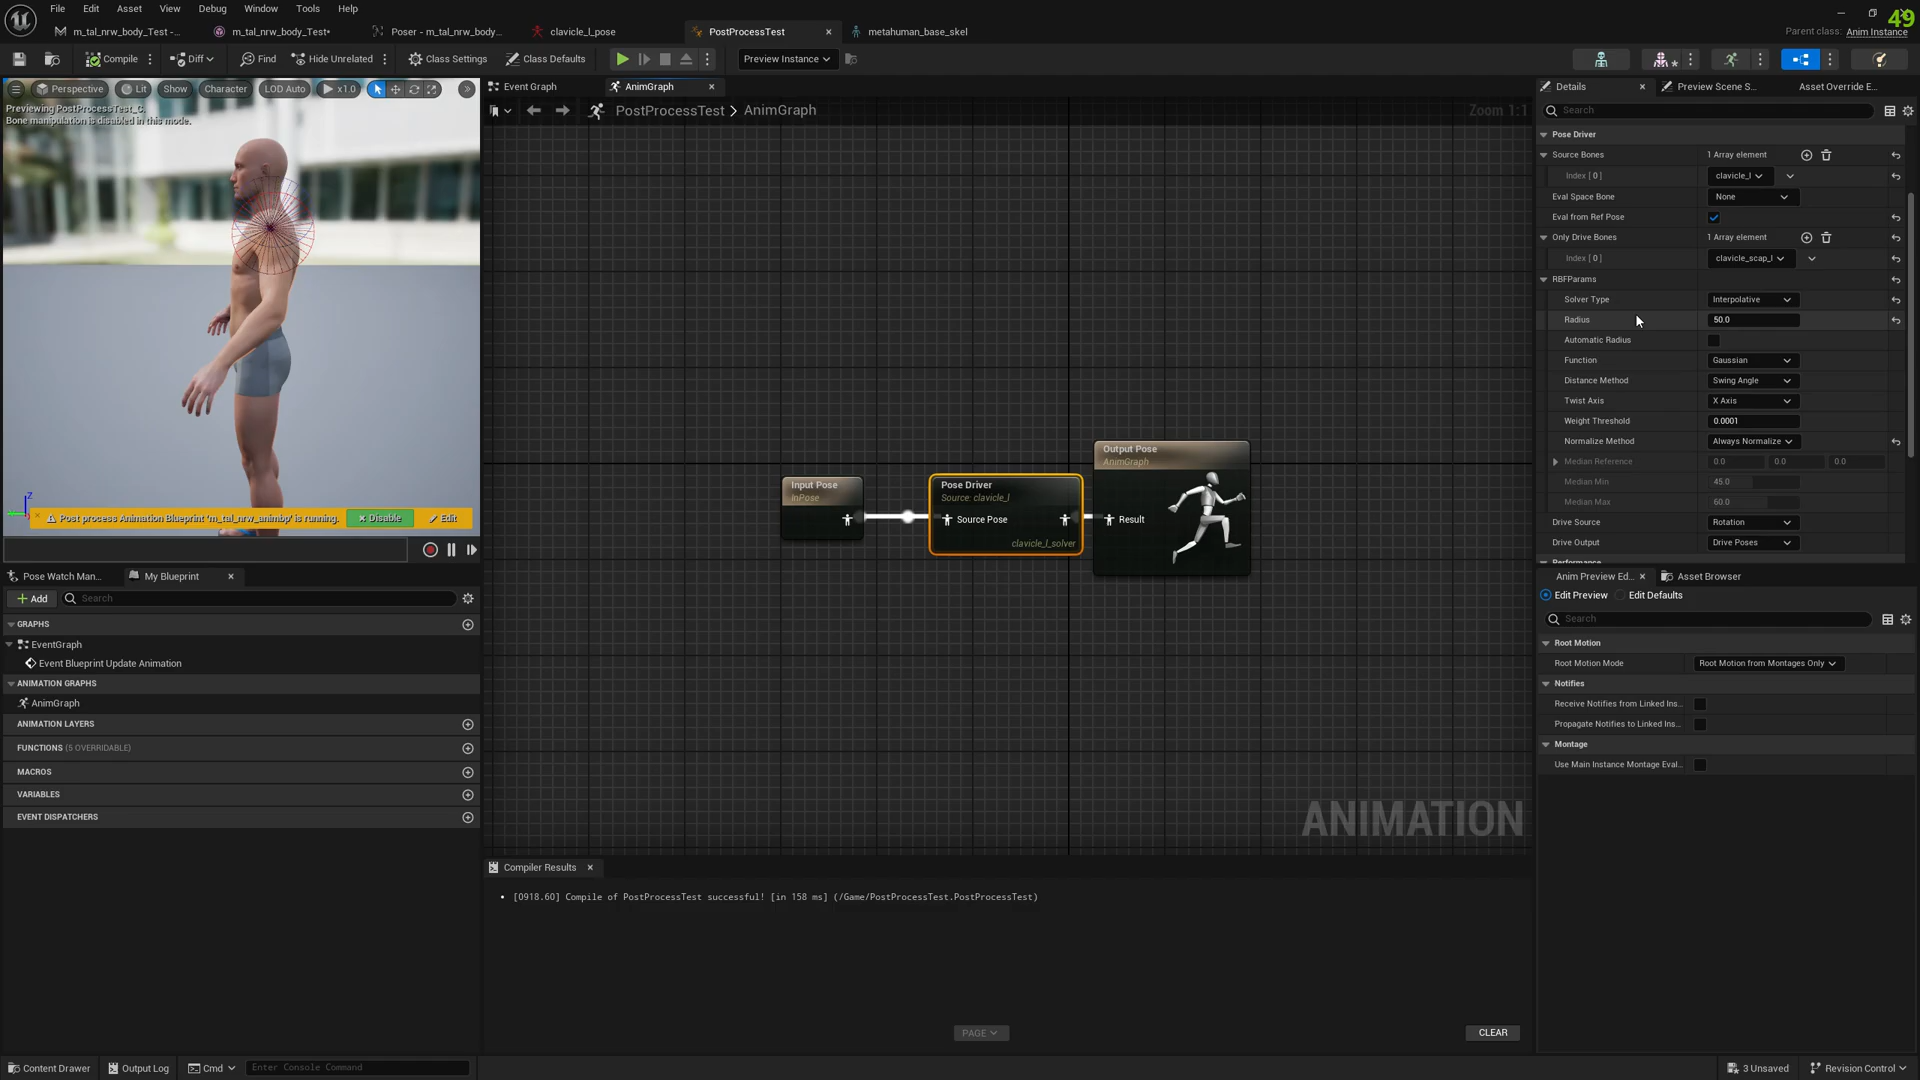 File Edit Asset View Debug Window Tools Help
49
m_tal_nrw_body_Test -...
m_tal_nrw_body_Test*
Poser - m_tal_nrw_body...
clavicle_l_pose
PostProcessTest
metahuman_base_skel
Parent class: Anim Instance
Compile
Diff
Find
Hide Unrelated
Class Settings
Class Defaults
Preview Instance
Perspective
Lit
Show
Character
LOD Auto
x1.0
Previewing PostProcessTest_C.
Bone manipulation is disabled in this mode.
Z
Post process Animation Blueprint 'm_tal_nrw_animbp' is running.
Disable
Edit
Pose Watch Man...
My Blueprint
Add
Search
GRAPHS
EventGraph
Event Blueprint Update Animation
ANIMATION GRAPHS
AnimGraph
ANIMATION LAYERS
FUNCTIONS (5 OVERRIDABLE)
MACROS
VARIABLES
EVENT DISPATCHERS
Event Graph
AnimGraph
PostProcessTest > AnimGraph
Zoom 1:1
Input Pose
InPose
Pose Driver
Source: clavicle_l
Source Pose
clavicle_l_solver
Output Pose
AnimGraph
Result
ANIMATION
Compiler Results
[0918.60] Compile of PostProcessTest successful! [in 158 ms] (/Game/PostProcessTest.PostProcessTest)
PAGE
CLEAR
Details
Preview Scene S...
Asset Override E...
Search
Pose Driver
Source Bones 1 Array element
Index [ 0 ] clavicle_l
Eval Space Bone None
Eval from Ref Pose
Only Drive Bones 1 Array element
Index [ 0 ] clavicle_scap_l
RBFParams
Solver Type Interpolative
Radius 50.0
Automatic Radius
Function Gaussian
Distance Method Swing Angle
Twist Axis X Axis
Weight Threshold 0.0001
Normalize Method Always Normalize
Median Reference 0.0 0.0 0.0
Median Min 45.0
Median Max 60.0
Drive Source Rotation
Drive Output Drive Poses
Performance
Anim Preview Ed...
Asset Browser
Edit Preview
Edit Defaults
Search
Root Motion
Root Motion Mode Root Motion from Montages Only
Notifies
Receive Notifies from Linked Ins...
Propagate Notifies to Linked Ins...
Montage
Use Main Instance Montage Eval...
Content Drawer
Output Log
Cmd
Enter Console Command
3 Unsaved
Revision Control